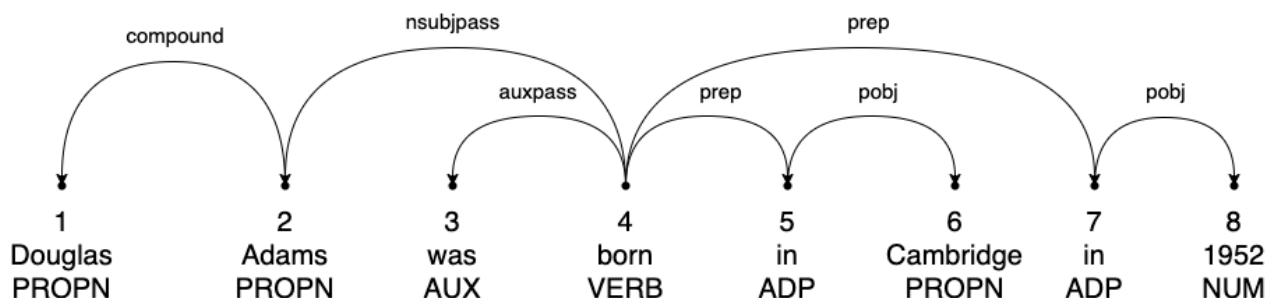 nsubjpass prep
compound
auxpass prep pobj pobj
1 2 3 4 5 6 7 8
Douglas Adams was born in Cambridge in 1952
PROPN PROPN AUX VERB ADP PROPN ADP NUM